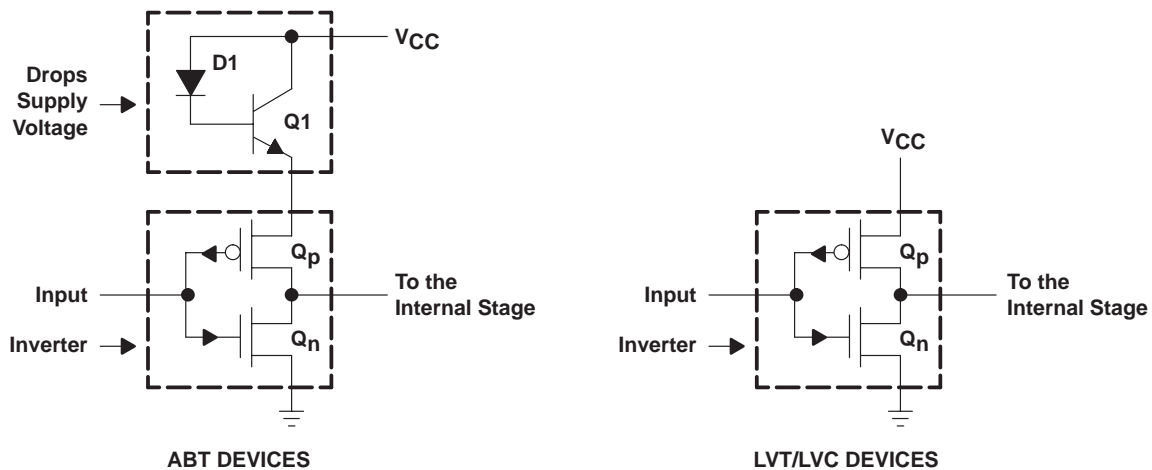 VCC
D1
Drops
Supply
Voltage
Q1
Qp
Input
To the
Internal Stage
Inverter
Qn
ABT DEVICES
VCC
Qp
Input
To the
Internal Stage
Inverter
Qn
LVT/LVC DEVICES